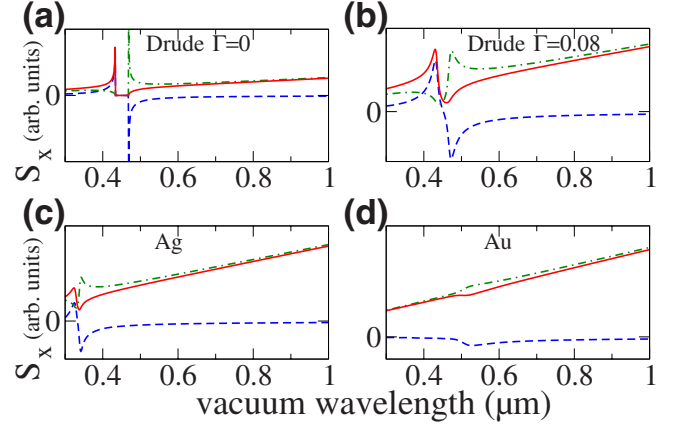 (a) (b)
Drude Γ=0 Drude Γ=0.08
S_x (arb. units)
0 0
0.4 0.6 0.8 1 0.4 0.6 0.8 1
(c) (d)
Ag Au
S_x (arb. units)
0 0
0.4 0.6 0.8 1 0.4 0.6 0.8 1
vacuum wavelength (μm)